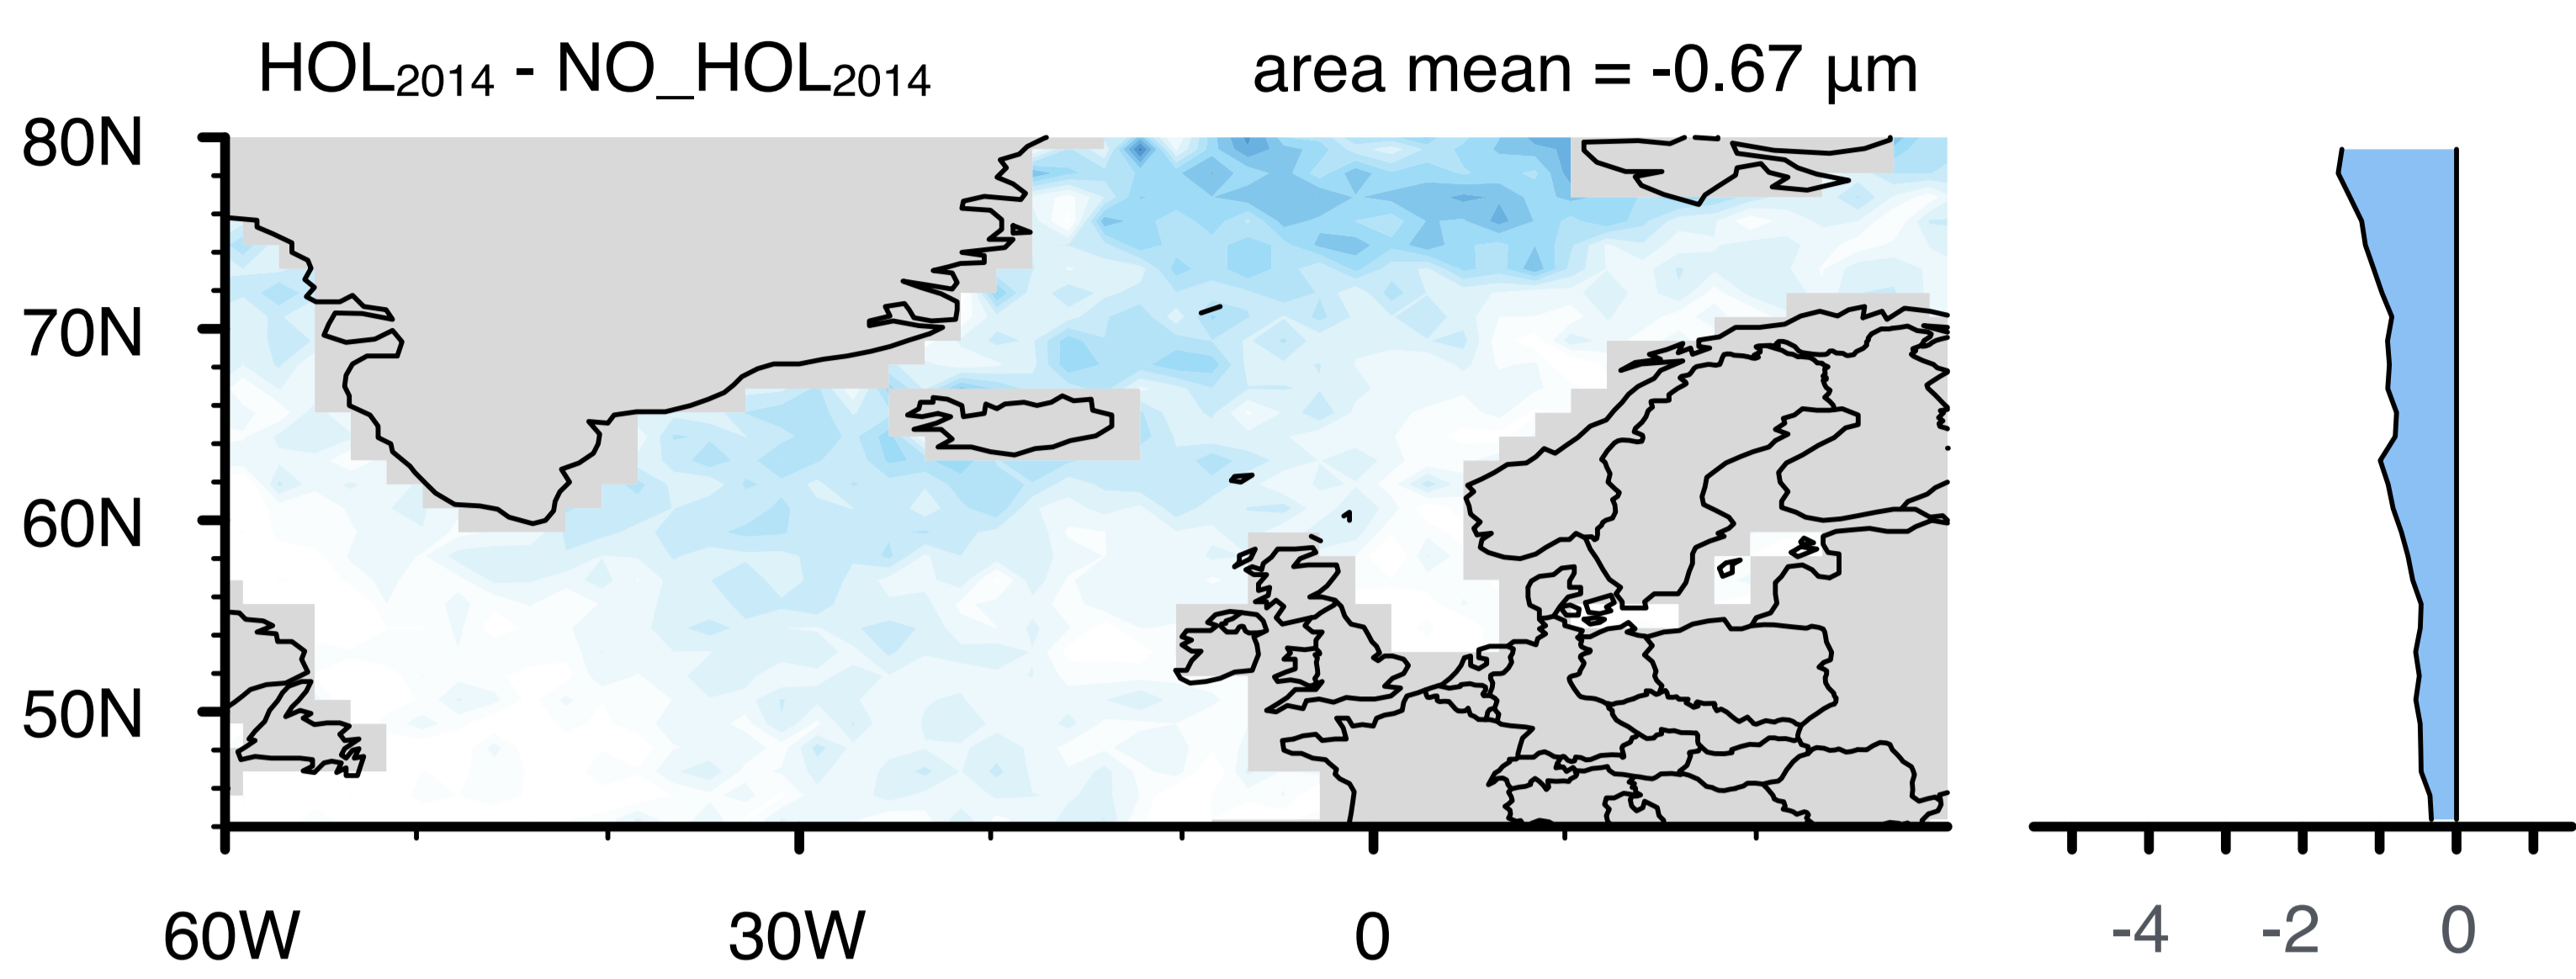 HOL₂₀₁₄ - NO_HOL₂₀₁₄ area mean = -0.67 µm
80N
70N
60N
50N
60W 30W 0
-4 -2 0